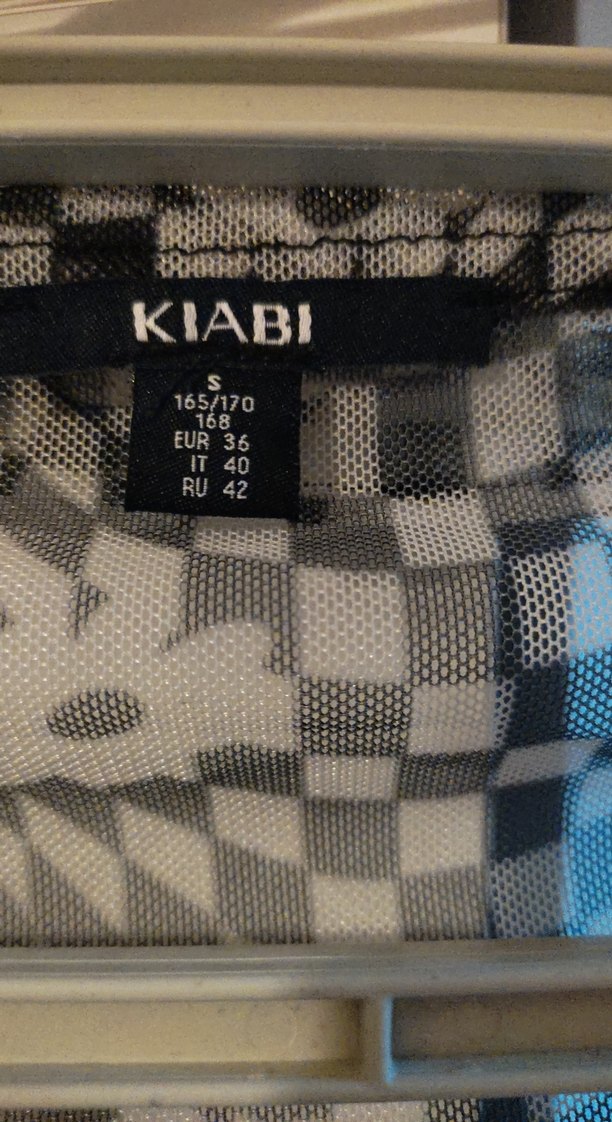 KIABI
S
165/170
168
EUR 36
IT 40
RU 42